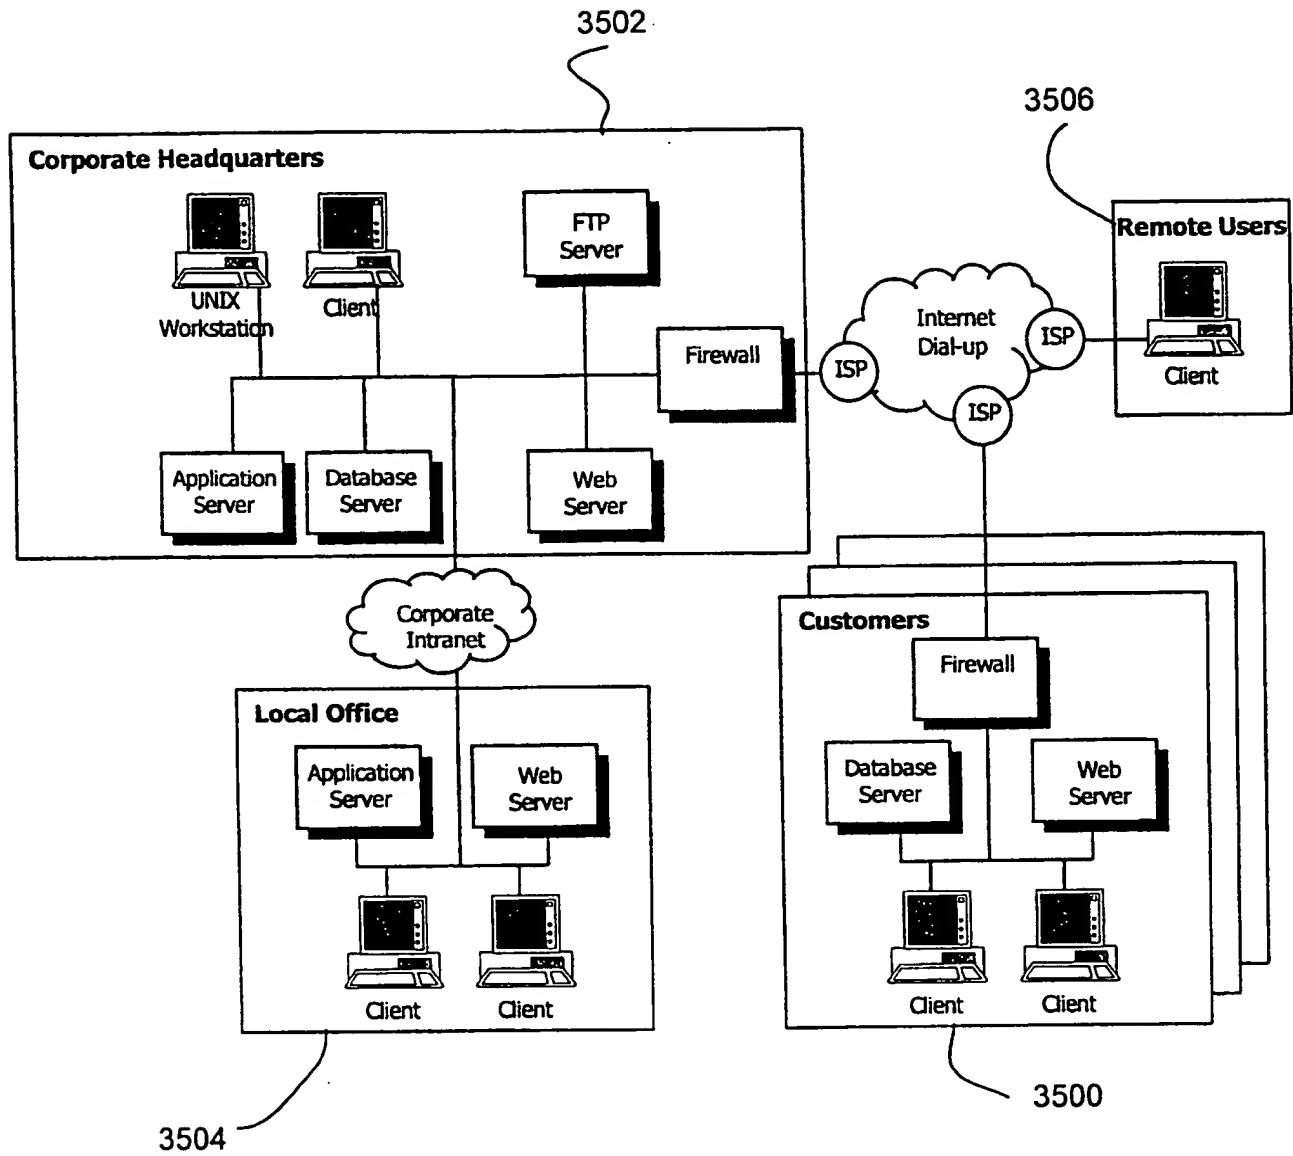 3502
3506
Corporate Headquarters
Remote Users
FTP
Server
UNIX
Workstation
Client
Internet
Dial-up
ISP
ISP
ISP
Firewall
Client
Application
Server
Database
Server
Web
Server
Corporate
Intranet
Customers
Firewall
Local Office
Application
Server
Web
Server
Database
Server
Web
Server
Client
Client
Client
Client
3500
3504